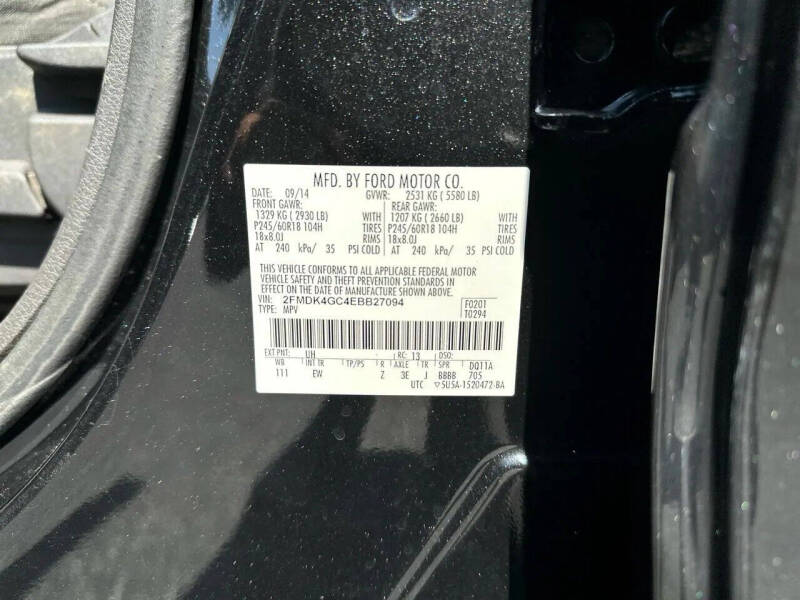 MFD. BY FORD MOTOR CO.
DATE: 09/14 GVWR: 2531 KG ( 5580 LB)
FRONT GAWR: REAR GAWR:
1329 KG ( 2930 LB) WITH 1207 KG ( 2660 LB) WITH
P245/60R18 104H TIRES P245/60R18 104H TIRES
18x8.0J RIMS 18x8.0J RIMS
AT 240 kPa/ 35 PSI COLD AT 240 kPa/ 35 PSI COLD
THIS VEHICLE CONFORMS TO ALL APPLICABLE FEDERAL MOTOR
VEHICLE SAFETY AND THEFT PREVENTION STANDARDS IN
EFFECT ON THE DATE OF MANUFACTURE SHOWN ABOVE.
VIN: 2FMDK4GC4EBB27094 F0201
TYPE: MPV T0294
EXT PNT: UH RC: 13 DSO:
WB INT TR TP/PS R AXLE TR SPR DQ11A
111 EW Z 3E J BBBB 705
UTC ▽5U5A-1520472-BA